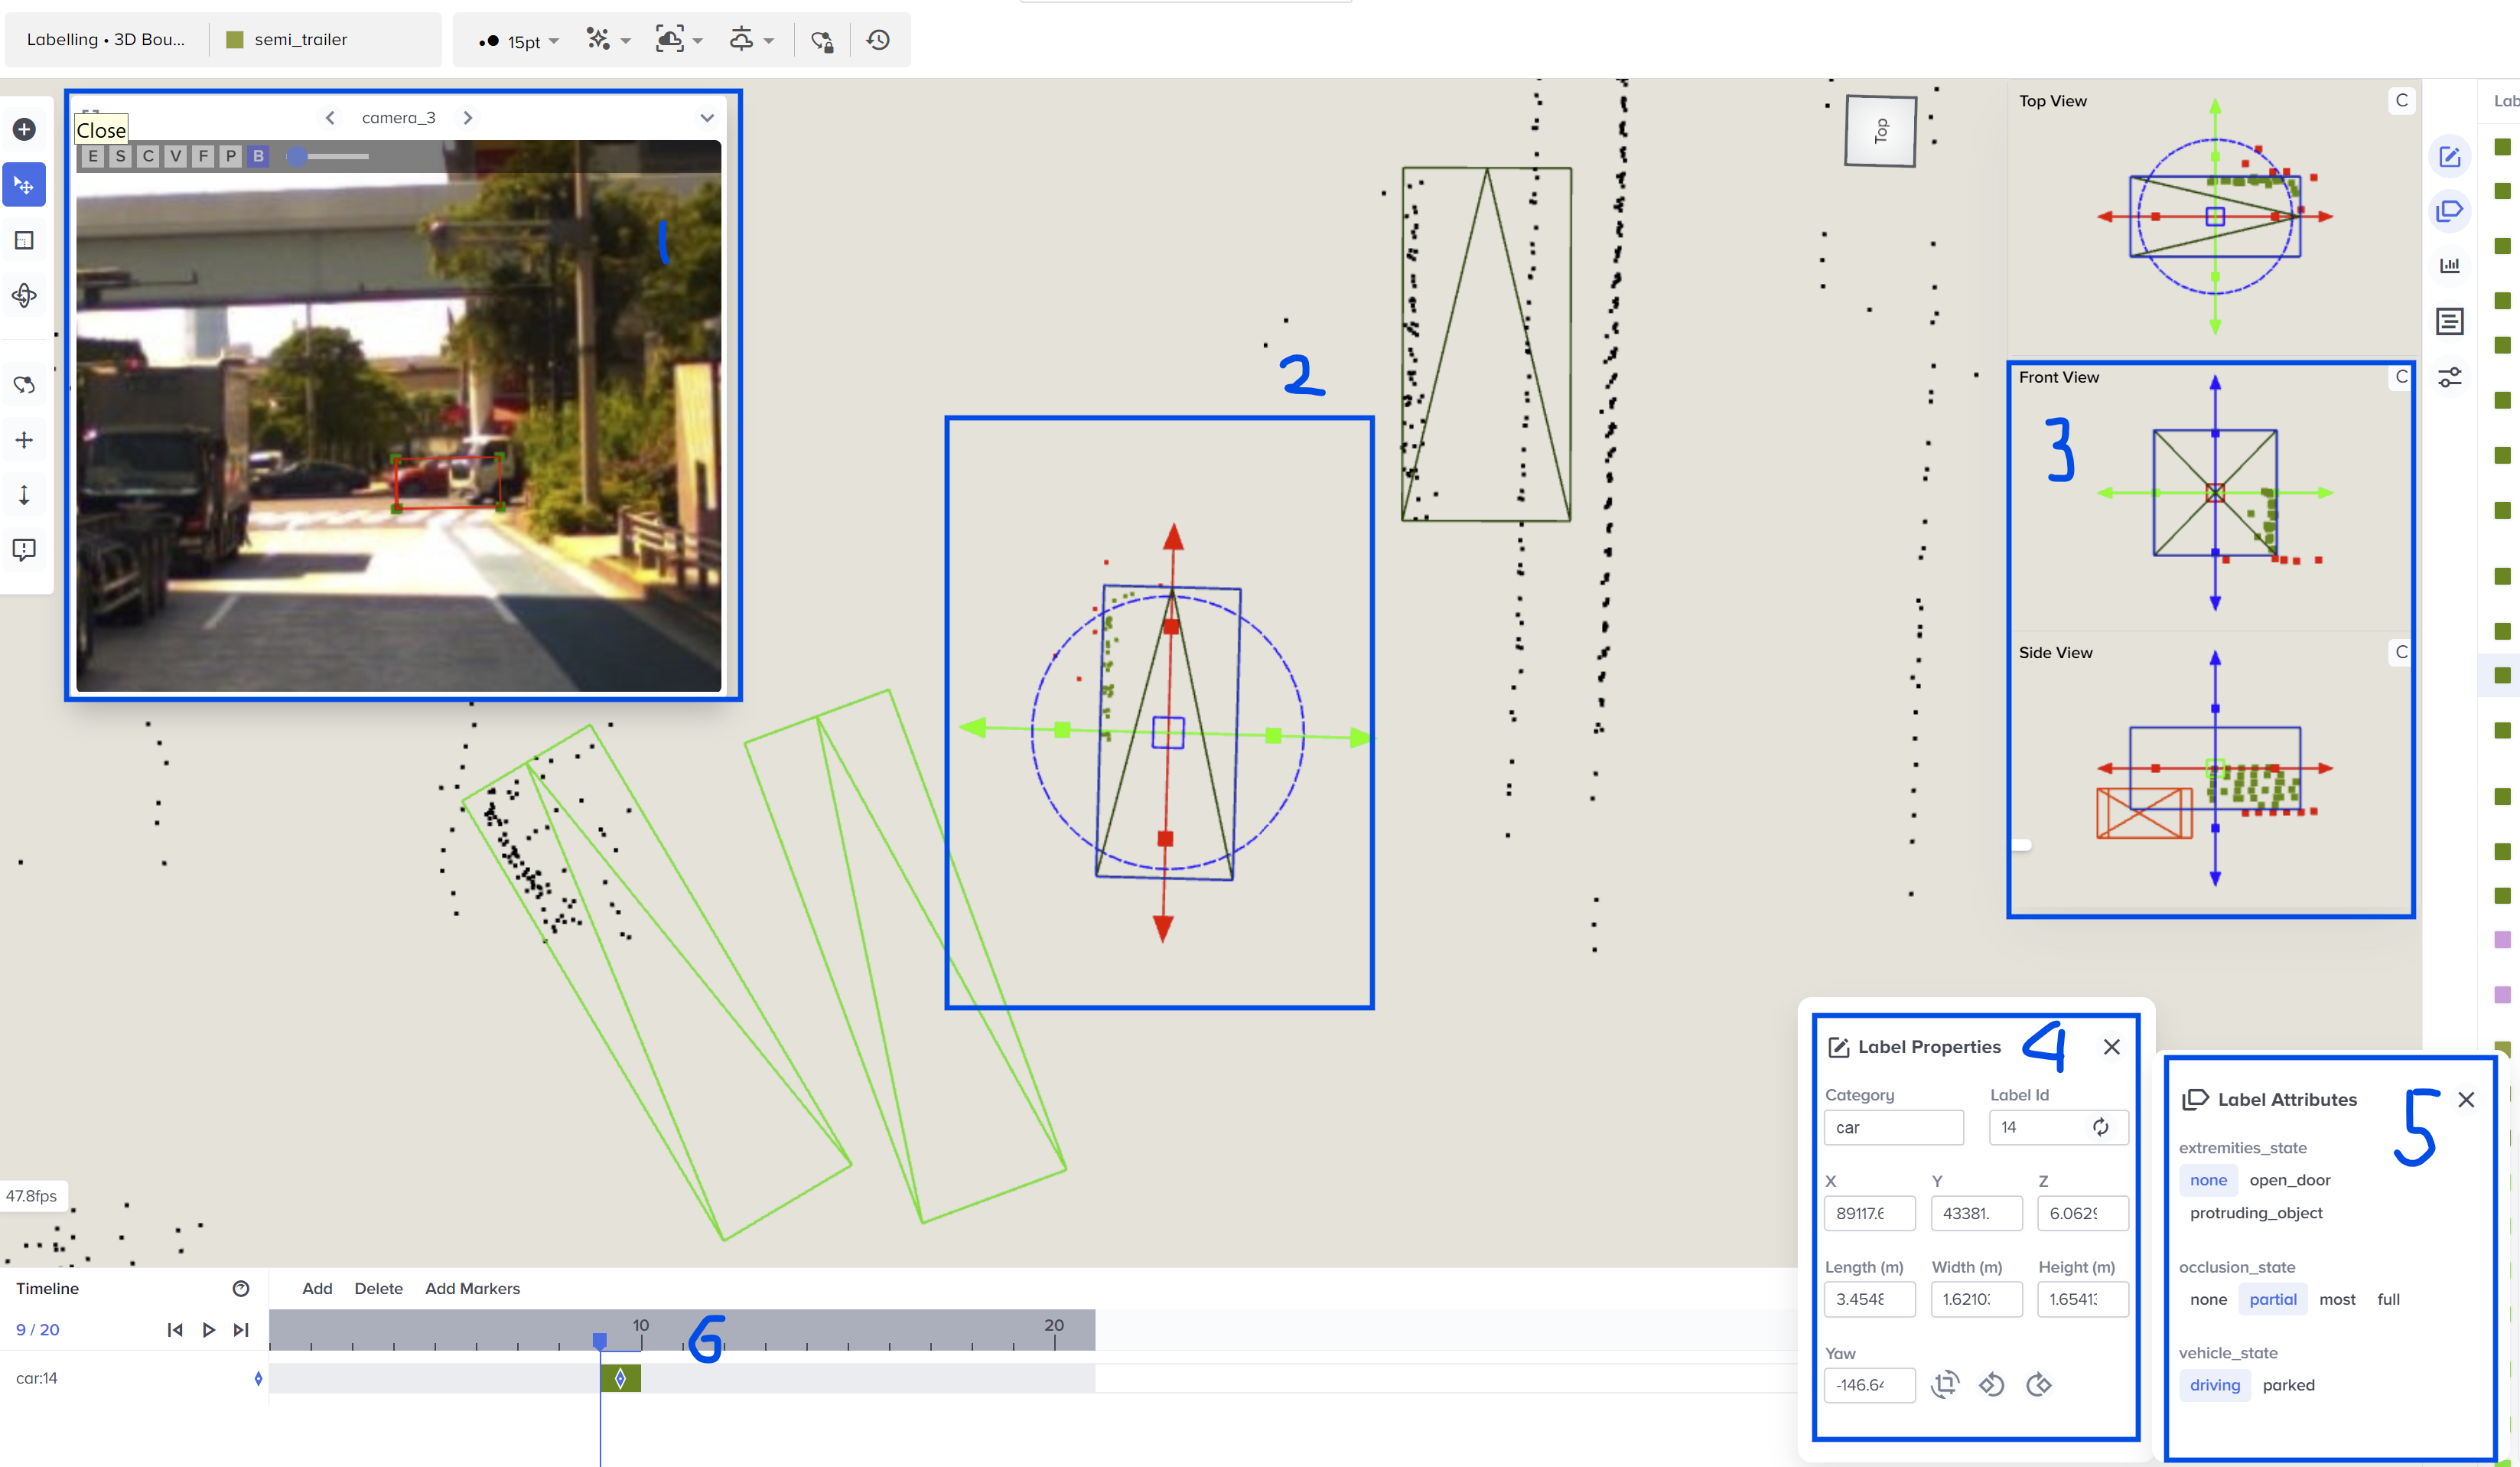 Labelling • 3D Bou...
semi_trailer
15pt
Close
camera_3
E S C V F P B
1
2
Top
Top View
C
Front View
C
3
Side View
C
Lab
47.8fps
Label Properties
4
Category
Label Id
car
14
X
Y
Z
89117.6
43381.
6.0629
Length (m)
Width (m)
Height (m)
3.4548
1.6210
1.6541
Yaw
-146.64
Label Attributes
5
extremities_state
none
open_door
protruding_object
occlusion_state
none
partial
most
full
vehicle_state
driving
parked
Timeline
Add
Delete
Add Markers
9 / 20
10
6
20
car:14